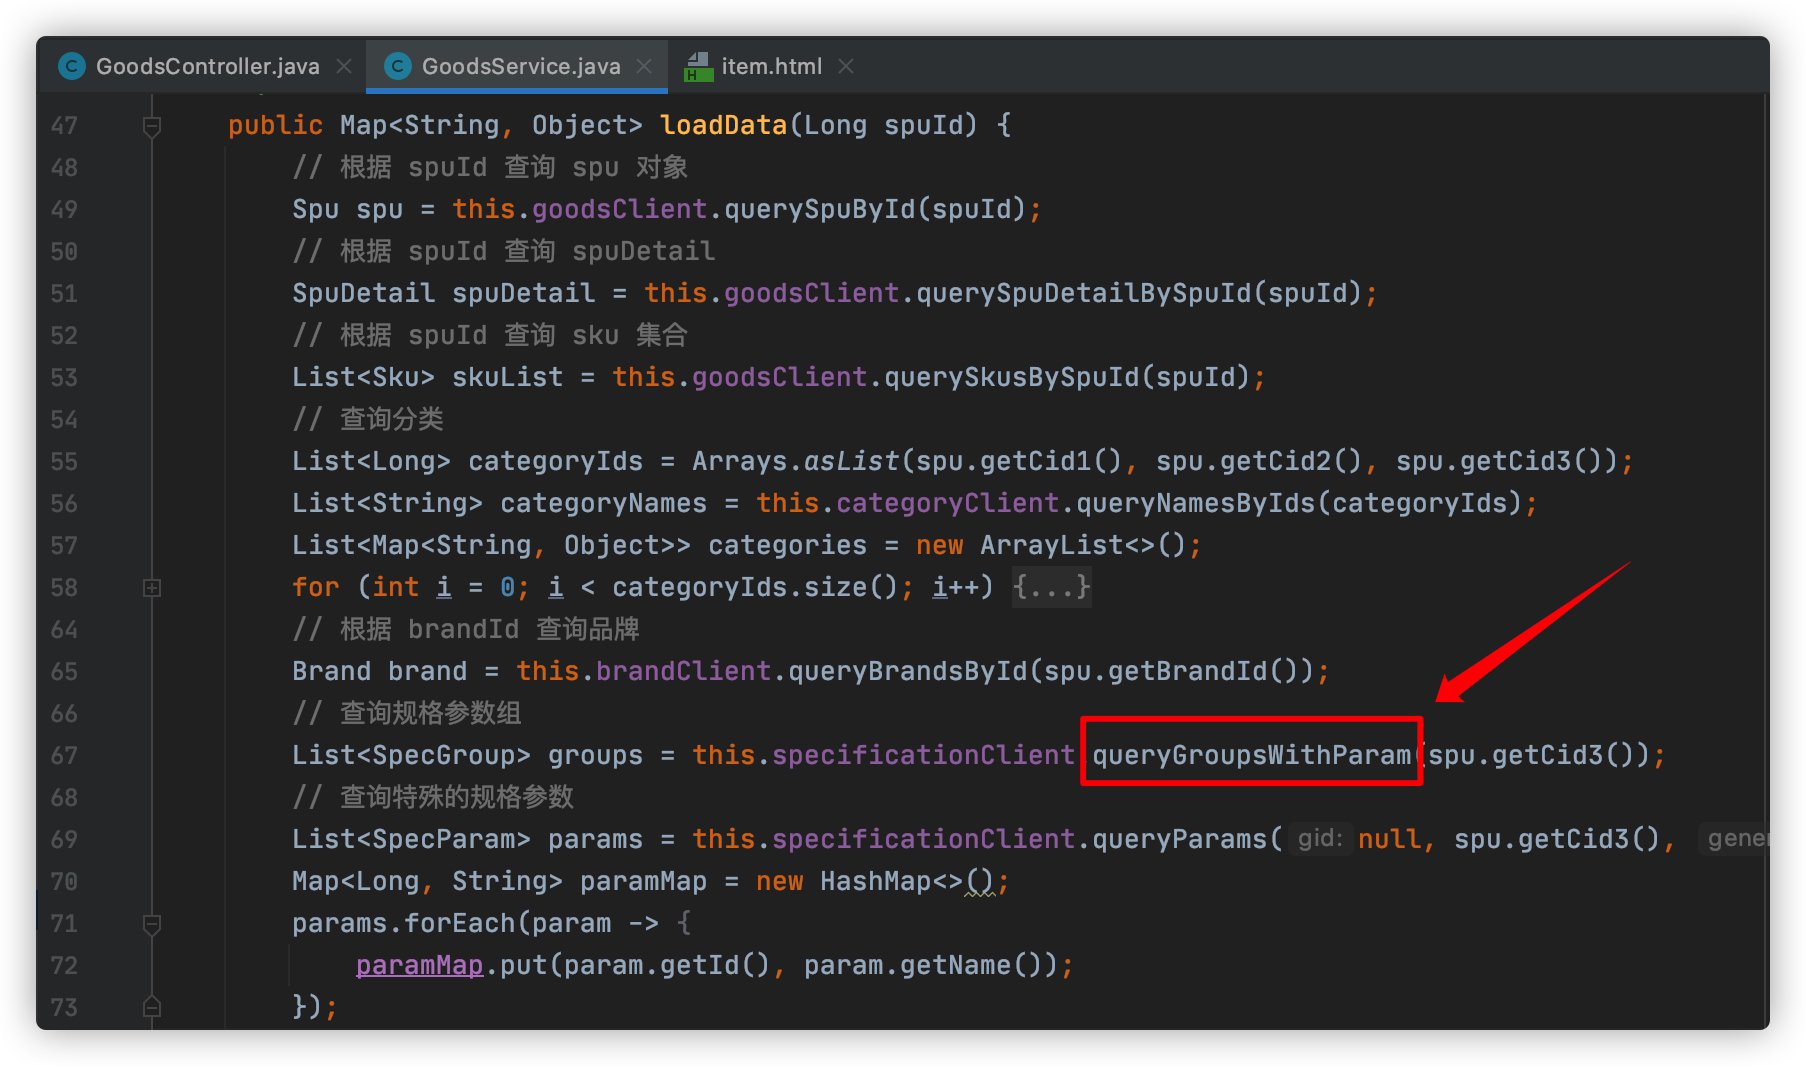 GoodsController.java GoodsService.java item.html
47 public Map<String, Object> loadData(Long spuId) {
48 // 根据 spuId 查询 spu 对象
49 Spu spu = this.goodsClient.querySpuById(spuId);
50 // 根据 spuId 查询 spuDetail
51 SpuDetail spuDetail = this.goodsClient.querySpuDetailBySpuId(spuId);
52 // 根据 spuId 查询 sku 集合
53 List<Sku> skuList = this.goodsClient.querySkusBySpuId(spuId);
54 // 查询分类
55 List<Long> categoryIds = Arrays.asList(spu.getCid1(), spu.getCid2(), spu.getCid3());
56 List<String> categoryNames = this.categoryClient.queryNamesByIds(categoryIds);
57 List<Map<String, Object>> categories = new ArrayList<>();
58 for (int i = 0; i < categoryIds.size(); i++) {...}
64 // 根据 brandId 查询品牌
65 Brand brand = this.brandClient.queryBrandsById(spu.getBrandId());
66 // 查询规格参数组
67 List<SpecGroup> groups = this.specificationClient.queryGroupsWithParam(spu.getCid3());
68 // 查询特殊的规格参数
69 List<SpecParam> params = this.specificationClient.queryParams( gid: null, spu.getCid3(), gener
70 Map<Long, String> paramMap = new HashMap<>();
71 params.forEach(param -> {
72 paramMap.put(param.getId(), param.getName());
73 });